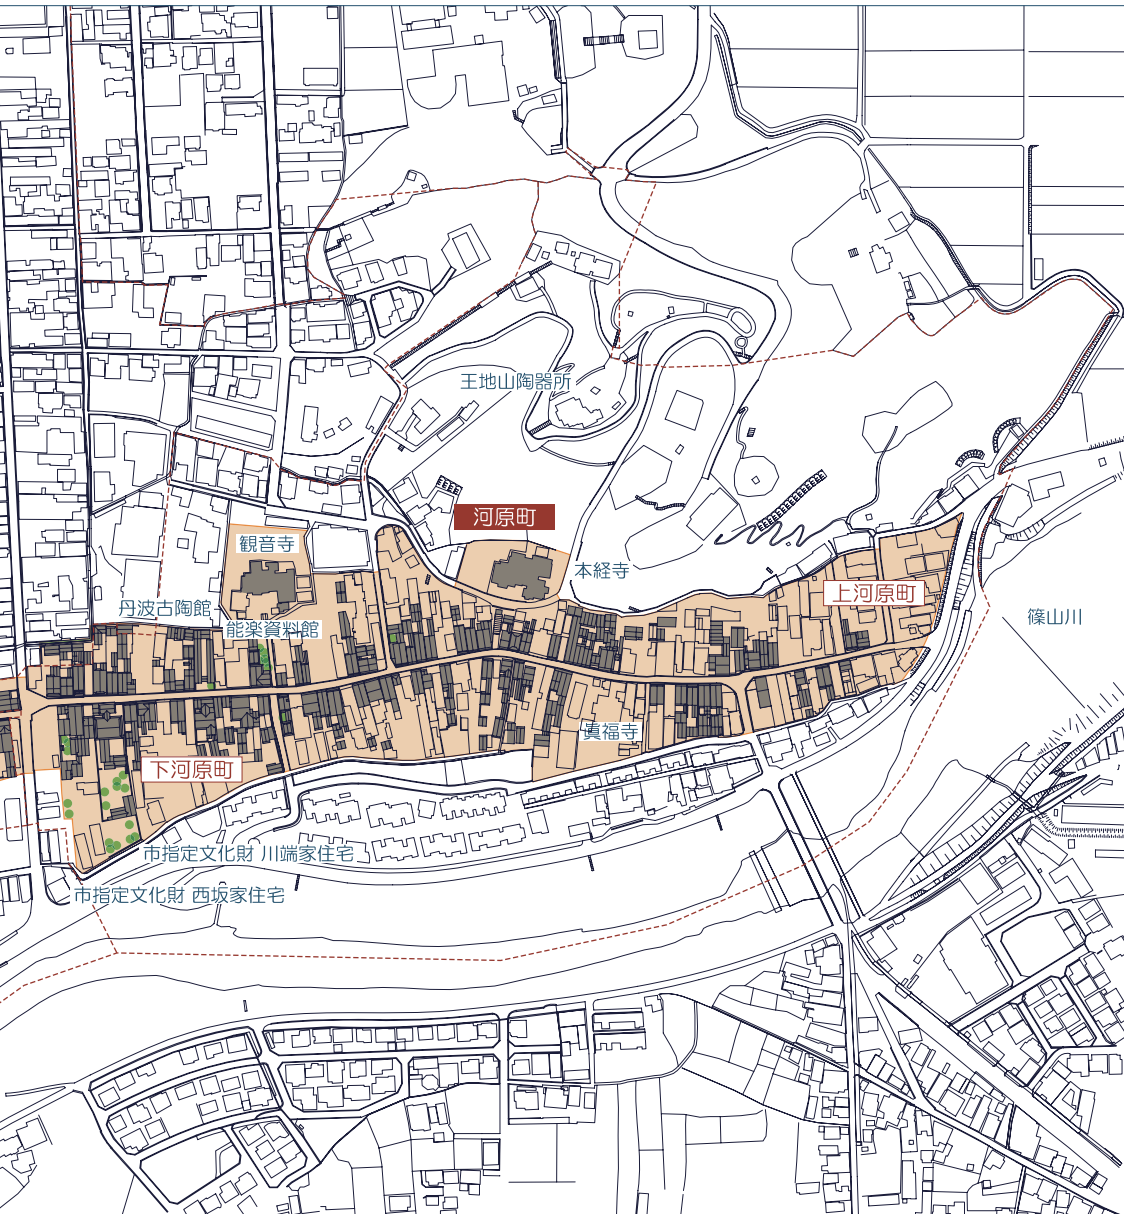 王地山陶器所
河原町
観音寺
本経寺
上河原町
丹波古陶館
篠山川
能楽資料館
眞福寺
下河原町
市指定文化財 川端家住宅
市指定文化財 西坂家住宅